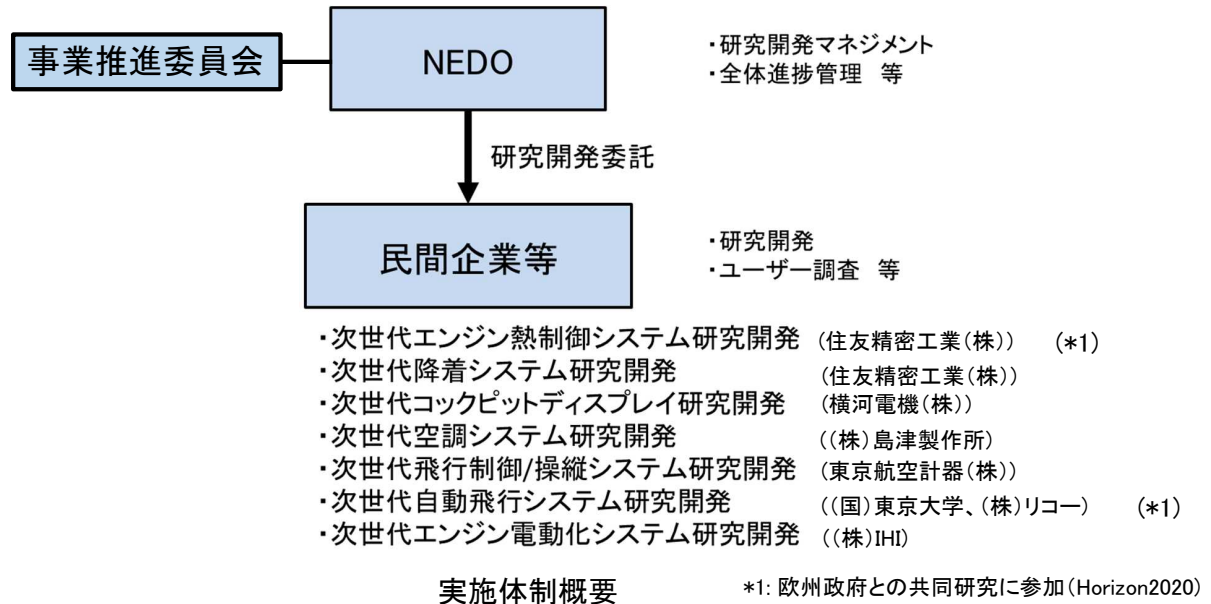 事業推進委員会
NEDO
・研究開発マネジメント
・全体進捗管理 等
研究開発委託
民間企業等
・研究開発
・ユーザー調査 等
・次世代エンジン熱制御システム研究開発 (住友精密工業(株)) (*1)
・次世代降着システム研究開発 (住友精密工業(株))
・次世代コックピットディスプレイ研究開発 (横河電機(株))
・次世代空調システム研究開発 ((株)島津製作所)
・次世代飛行制御/操縦システム研究開発 (東京航空計器(株))
・次世代自動飛行システム研究開発 ((国)東京大学、(株)リコー) (*1)
・次世代エンジン電動化システム研究開発 ((株)IHI)
実施体制概要
*1: 欧州政府との共同研究に参加(Horizon2020)